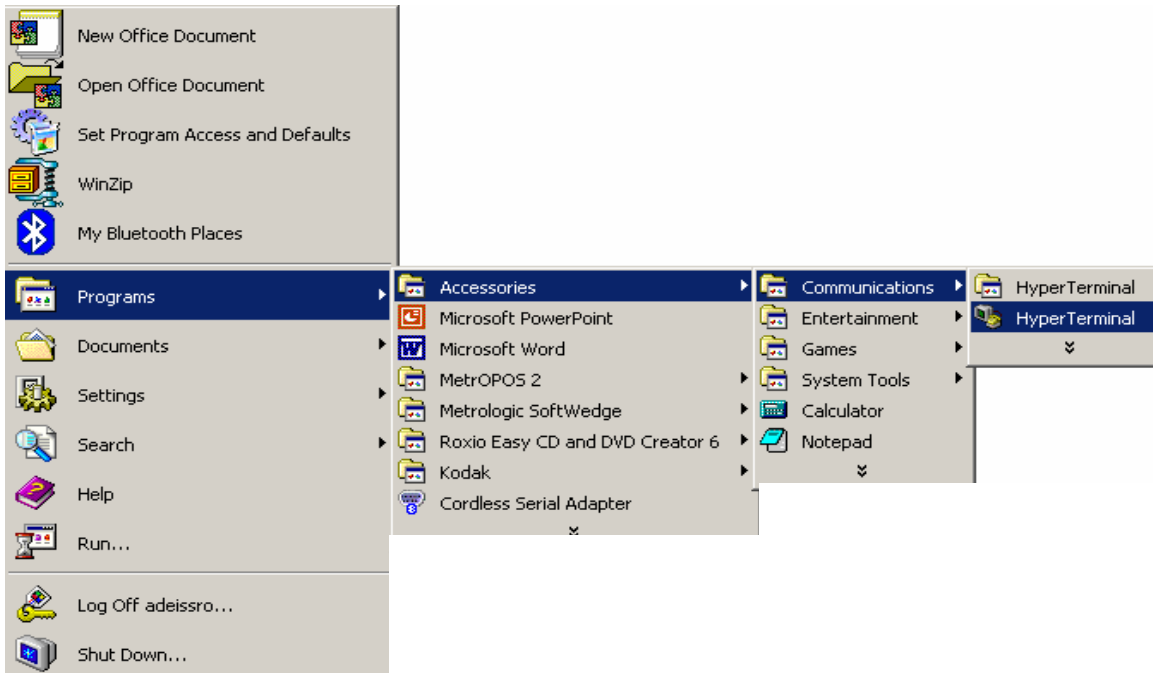 New Office Document
Open Office Document
Set Program Access and Defaults
WinZip
My Bluetooth Places
Programs
Documents
Settings
Search
Help
Run...
Log Off adeissro...
Shut Down...
Accessories
Microsoft PowerPoint
Microsoft Word
MetrOPOS 2
Metrologic SoftWedge
Roxio Easy CD and DVD Creator 6
Kodak
Cordless Serial Adapter
Communications
Entertainment
Games
System Tools
Calculator
Notepad
HyperTerminal
HyperTerminal